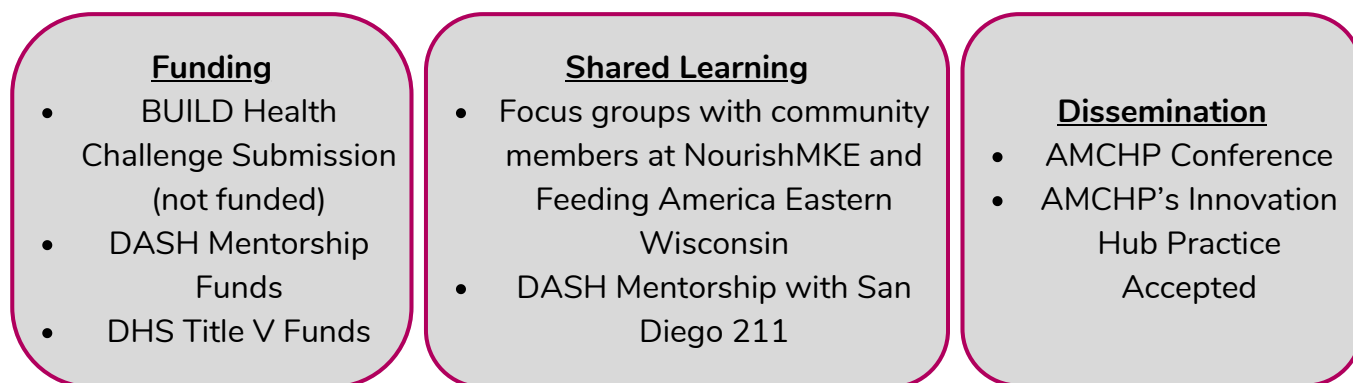 Funding
• BUILD Health
Challenge Submission
(not funded)
• DASH Mentorship
Funds
• DHS Title V Funds
Shared Learning
• Focus groups with community
members at NourishMKE and
Feeding America Eastern
Wisconsin
• DASH Mentorship with San
Diego 211
Dissemination
• AMCHP Conference
• AMCHP’s Innovation
Hub Practice
Accepted